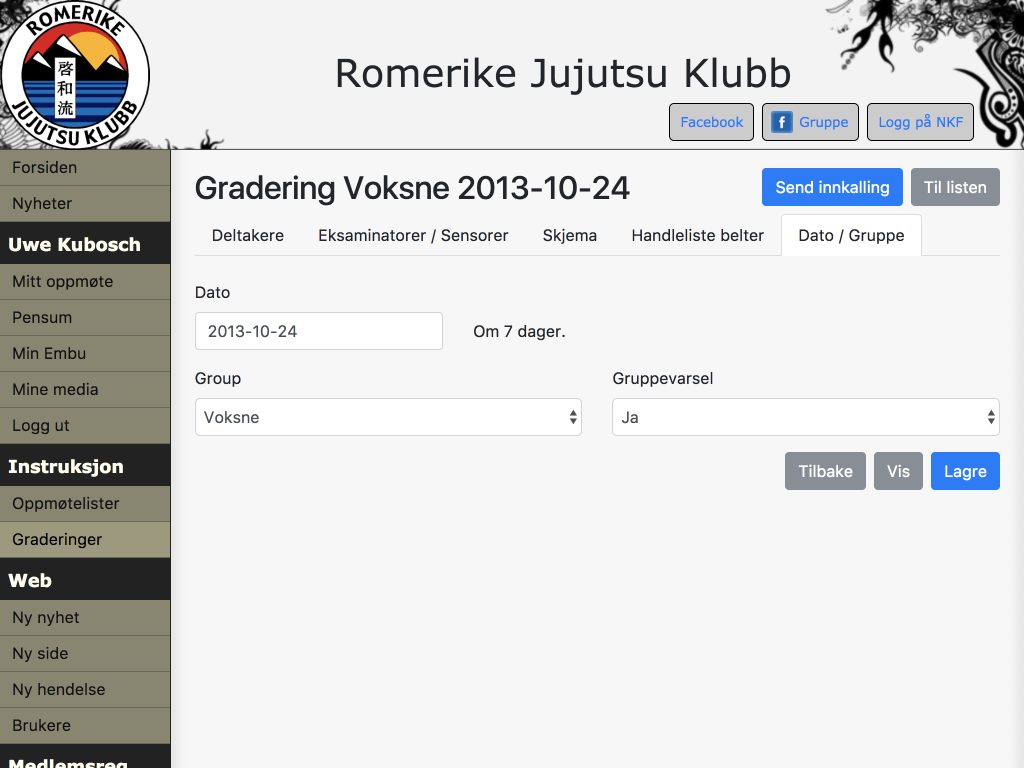 ROMERIKE
啓和流
JUJUTSU KLUBB
Romerike Jujutsu Klubb
Facebook
f Gruppe
Logg på NKF
Forsiden
Nyheter
Uwe Kubosch
Mitt oppmøte
Pensum
Min Embu
Mine media
Logg ut
Instruksjon
Oppmøtelister
Graderinger
Web
Ny nyhet
Ny side
Ny hendelse
Brukere
Medlemsreg
Gradering Voksne 2013-10-24
Send innkalling
Til listen
Deltakere
Eksaminatorer / Sensorer
Skjema
Handleliste belter
Dato / Gruppe
Dato
2013-10-24
Om 7 dager.
Group
Gruppevarsel
Voksne
Ja
Tilbake
Vis
Lagre